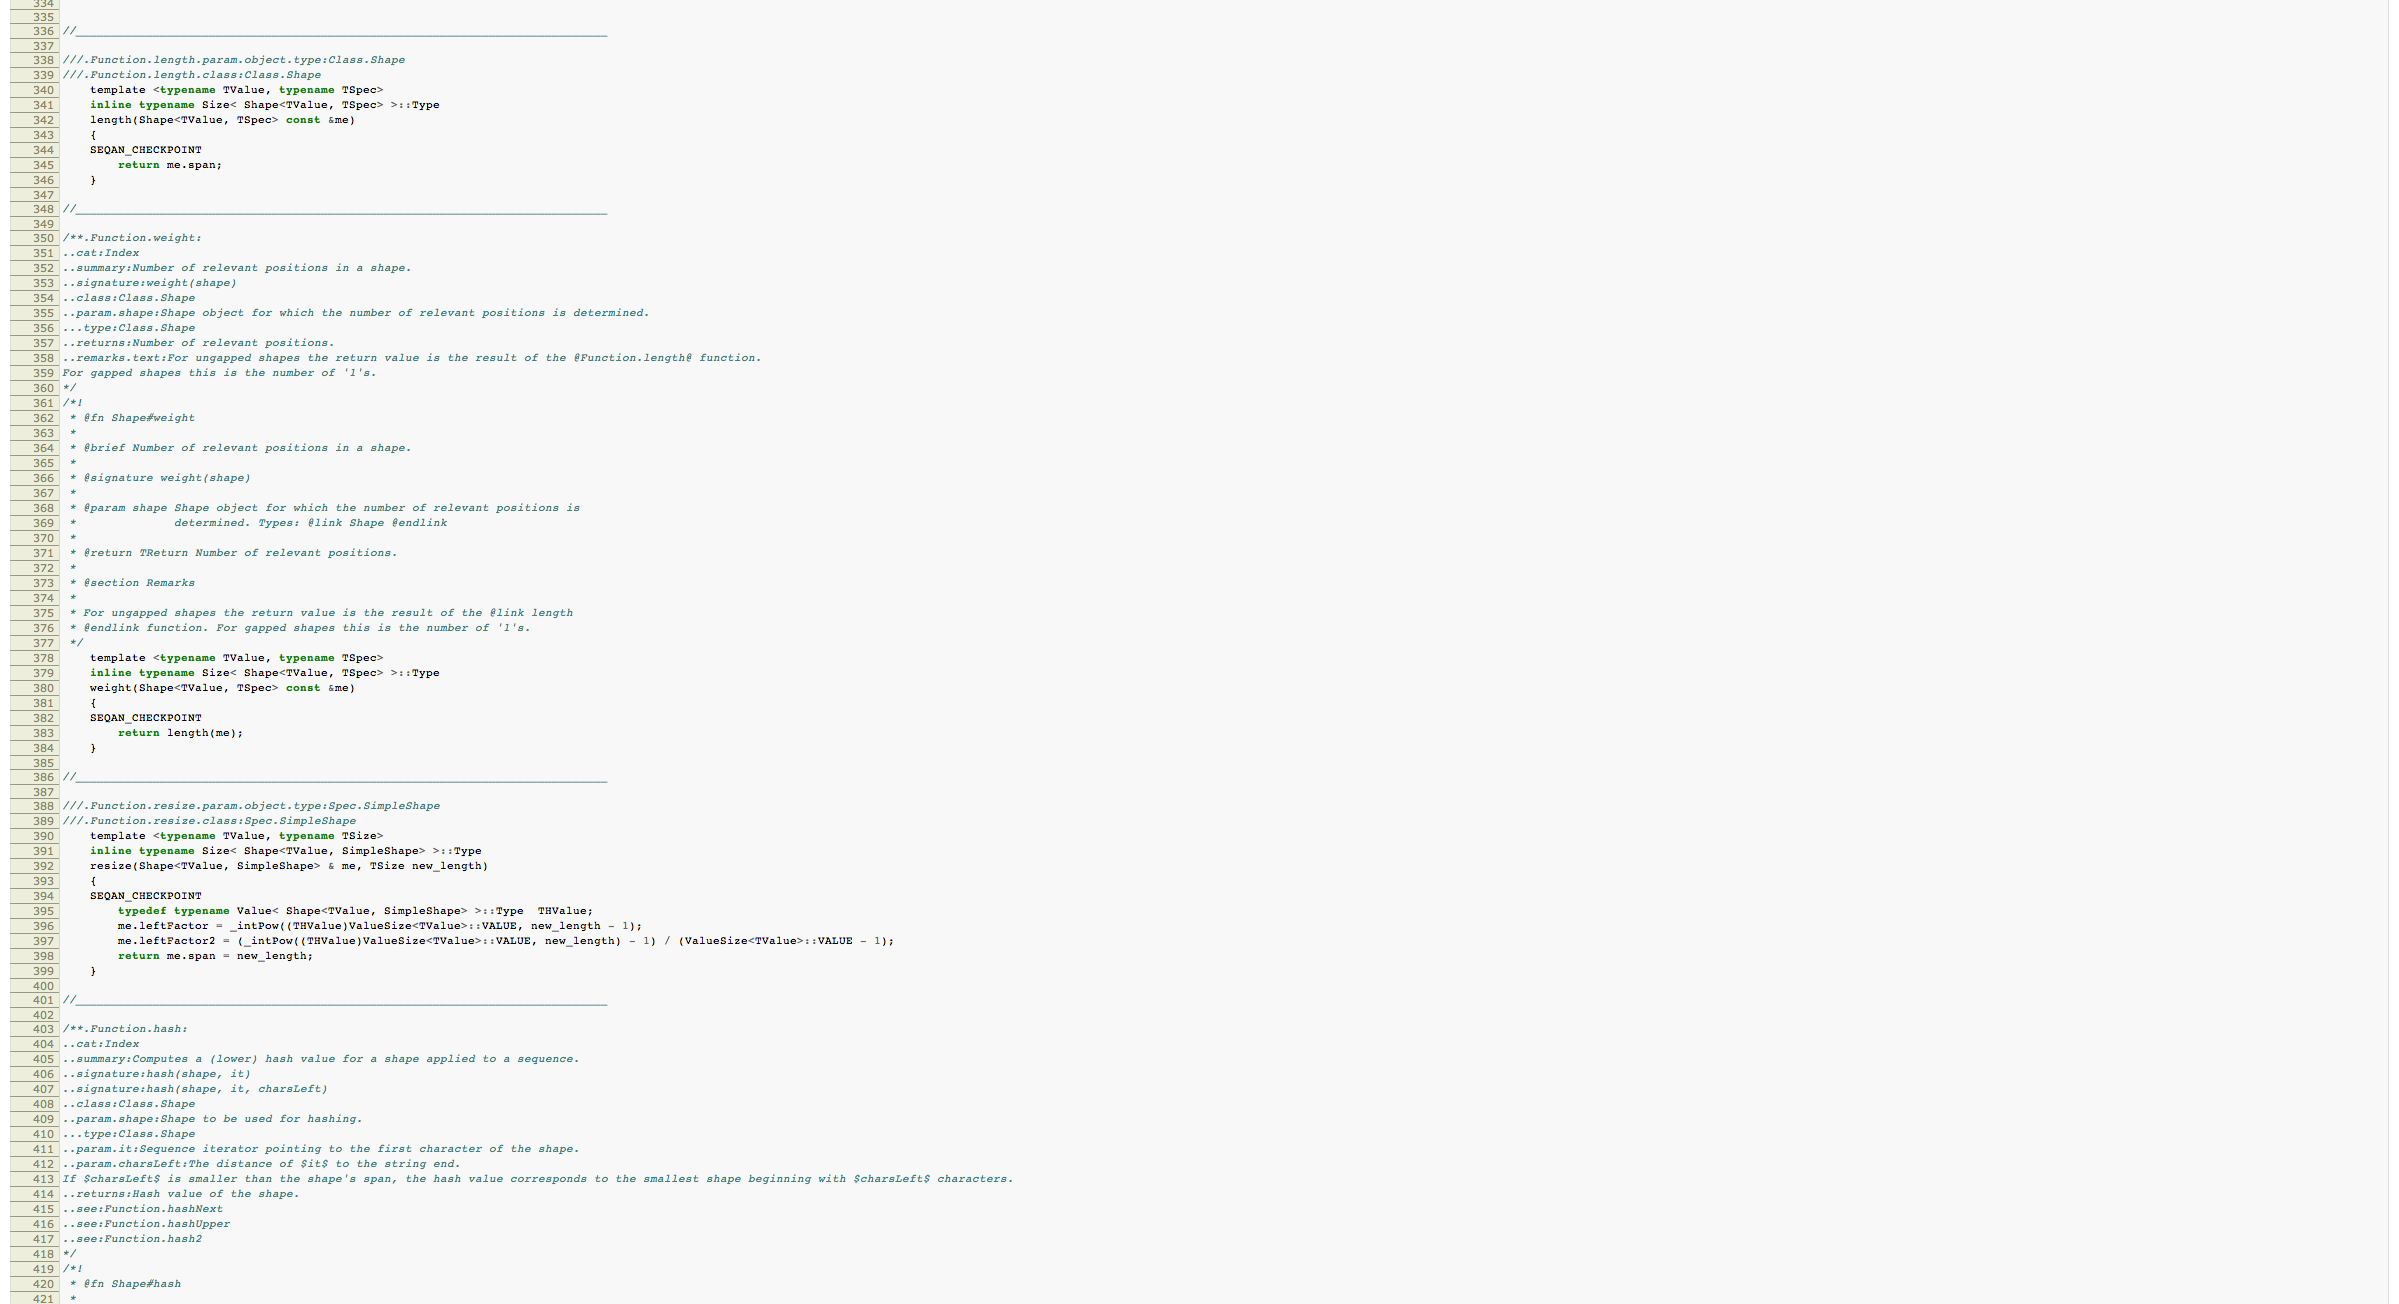 334
335
336 //____________________________________________________________________________
337
338 ///.Function.length.param.object.type:Class.Shape
339 ///.Function.length.class:Class.Shape
340     template <typename TValue, typename TSpec>
341     inline typename Size< Shape<TValue, TSpec> >::Type
342     length(Shape<TValue, TSpec> const &me)
343     {
344     SEQAN_CHECKPOINT
345         return me.span;
346     }
347
348 //____________________________________________________________________________
349
350 /**.Function.weight:
351 ..cat:Index
352 ..summary:Number of relevant positions in a shape.
353 ..signature:weight(shape)
354 ..class:Class.Shape
355 ..param.shape:Shape object for which the number of relevant positions is determined.
356 ...type:Class.Shape
357 ..returns:Number of relevant positions.
358 ..remarks.text:For ungapped shapes the return value is the result of the @Function.length@ function.
359 For gapped shapes this is the number of '1's.
360 */
361 /*!
362  * @fn Shape#weight
363  *
364  * @brief Number of relevant positions in a shape.
365  *
366  * @signature weight(shape)
367  *
368  * @param shape Shape object for which the number of relevant positions is
369  *              determined. Types: @link Shape @endlink
370  *
371  * @return TReturn Number of relevant positions.
372  *
373  * @section Remarks
374  *
375  * For ungapped shapes the return value is the result of the @link length
376  * @endlink function. For gapped shapes this is the number of '1's.
377  */
378     template <typename TValue, typename TSpec>
379     inline typename Size< Shape<TValue, TSpec> >::Type
380     weight(Shape<TValue, TSpec> const &me)
381     {
382     SEQAN_CHECKPOINT
383         return length(me);
384     }
385
386 //____________________________________________________________________________
387
388 ///.Function.resize.param.object.type:Spec.SimpleShape
389 ///.Function.resize.class:Spec.SimpleShape
390     template <typename TValue, typename TSize>
391     inline typename Size< Shape<TValue, SimpleShape> >::Type
392     resize(Shape<TValue, SimpleShape> & me, TSize new_length)
393     {
394     SEQAN_CHECKPOINT
395         typedef typename Value< Shape<TValue, SimpleShape> >::Type  THValue;
396         me.leftFactor = _intPow((THValue)ValueSize<TValue>::VALUE, new_length - 1);
397         me.leftFactor2 = (_intPow((THValue)ValueSize<TValue>::VALUE, new_length) - 1) / (ValueSize<TValue>::VALUE - 1);
398         return me.span = new_length;
399     }
400
401 //____________________________________________________________________________
402
403 /**.Function.hash:
404 ..cat:Index
405 ..summary:Computes a (lower) hash value for a shape applied to a sequence.
406 ..signature:hash(shape, it)
407 ..signature:hash(shape, it, charsLeft)
408 ..class:Class.Shape
409 ..param.shape:Shape to be used for hashing.
410 ...type:Class.Shape
411 ..param.it:Sequence iterator pointing to the first character of the shape.
412 ..param.charsLeft:The distance of $it$ to the string end.
413 If $charsLeft$ is smaller than the shape's span, the hash value corresponds to the smallest shape beginning with $charsLeft$ characters.
414 ..returns:Hash value of the shape.
415 ..see:Function.hashNext
416 ..see:Function.hashUpper
417 ..see:Function.hash2
418 */
419 /*!
420  * @fn Shape#hash
421  *